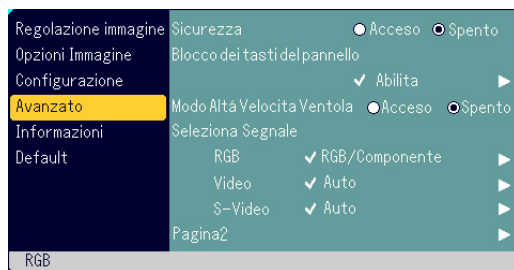 Regolazione immagine
Opzioni Immagine
Configurazione
Avanzato
Informazioni
Default
Sicurezza Acceso Spento
Blocco dei tasti del pannello
Abilita
Modo Altá Velocita Ventola Acceso Spento
Seleziona Segnale
RGB RGB/Componente
Video Auto
S-Video Auto
Pagina2
RGB